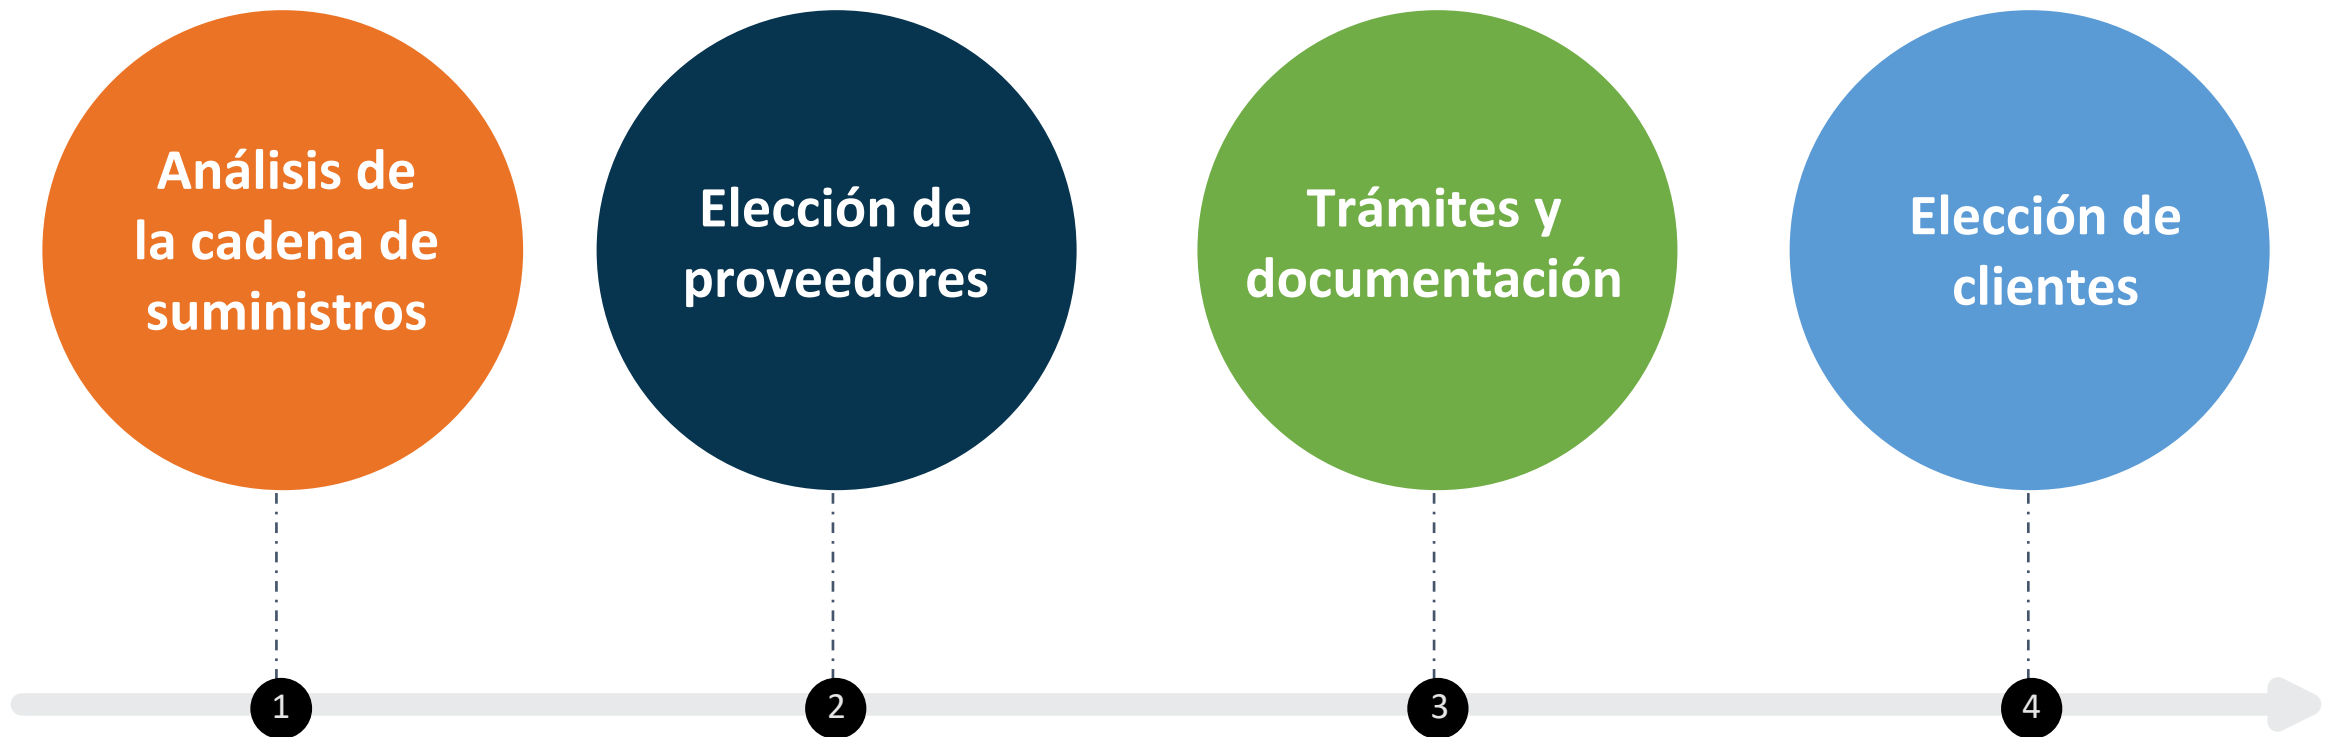 Análisis de
la cadena de
suministros
Elección de
proveedores
Trámites y
documentación
Elección de
clientes
1
2
3
4